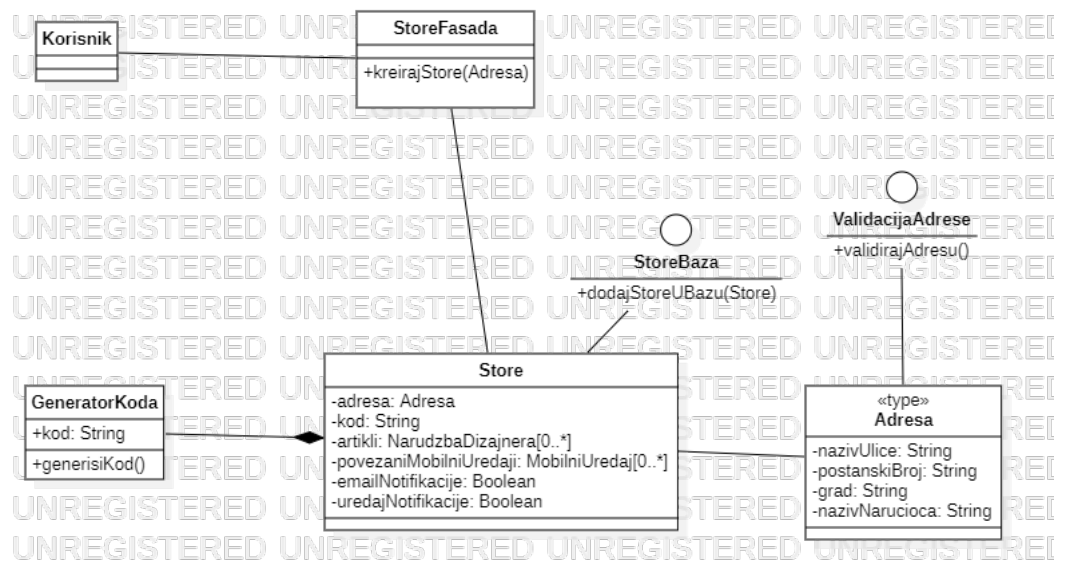 UNREGISTERED
Korisnik
StoreFasada
+kreirajStore(Adresa)
ValidacijaAdrese
+validirajAdresu()
StoreBaza
+dodajStoreUBazu(Store)
GeneratorKoda
+kod: String
+generisiKod()
Store
-adresa: Adresa
-kod: String
-artikli: NarudzbaDizajnera[0..*]
-povezaniMobilniUredaji: MobilniUredaj[0..*]
-emailNotifikacije: Boolean
-uredajNotifikacije: Boolean
«type»
Adresa
-nazivUlice: String
-postanskiBroj: String
-grad: String
-nazivNarucioca: String